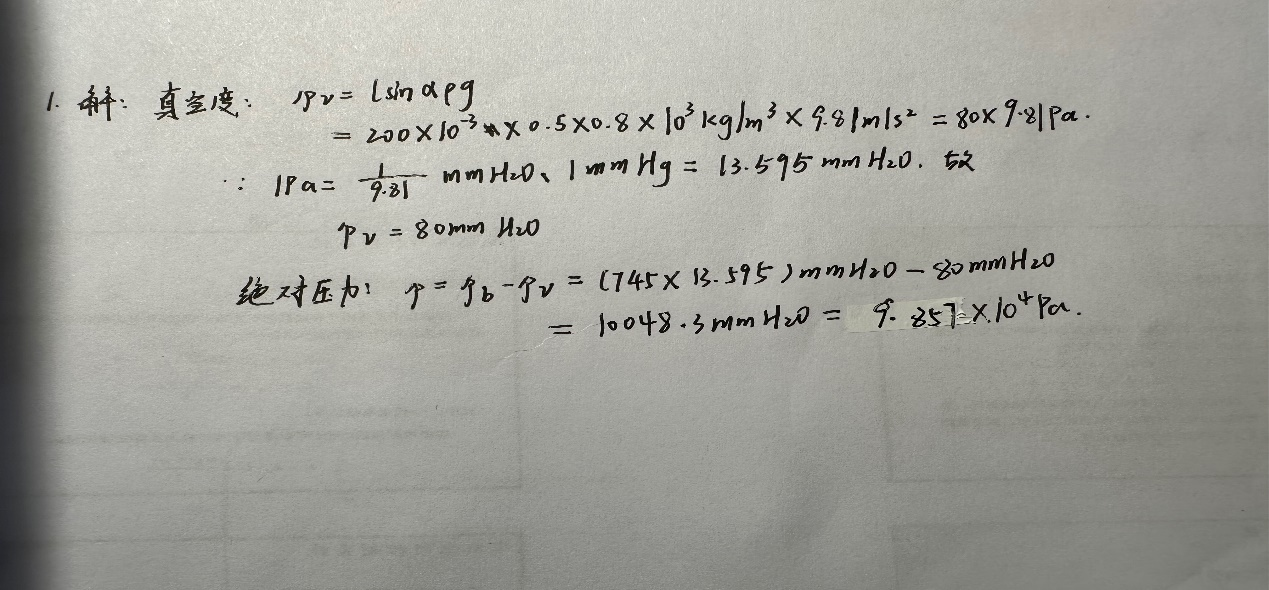 1. 解: 真空度: pv = l sin α ρ g
= 200 × 10⁻³ m × 0.5 × 0.8 × 10³ kg/m³ × 9.81 m/s² = 80 × 9.81 Pa.
∵ 1Pa = 1/9.81 mmH₂O、1mmHg = 13.595 mmH₂O. 故
pv = 80mm H₂O
绝对压力: p = pb - pv = (745 × 13.595) mmH₂O - 80mmH₂O
= 10048.3 mmH₂O = 9.857 × 10⁴ Pa.